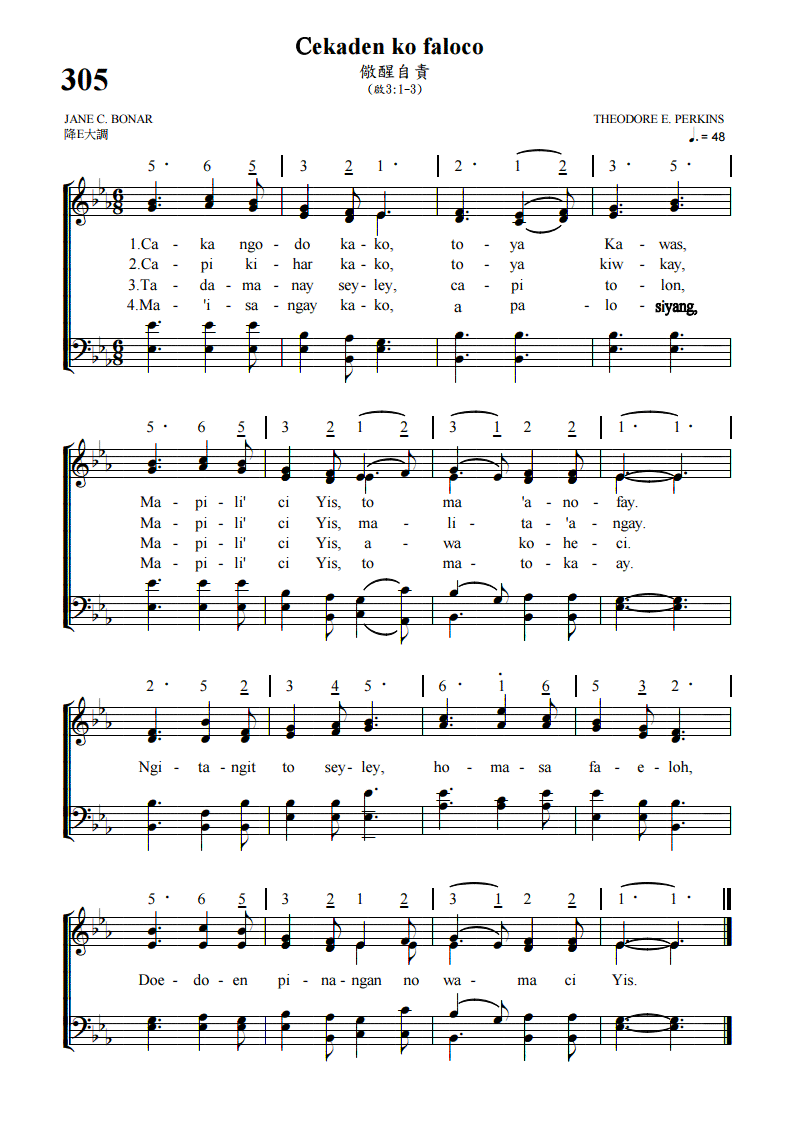 Cekaden ko faloco
305
儆醒自責
(啟3:1-3)
JANE C. BONAR
THEODORE E. PERKINS
降E大調
♩. = 48
5 · 6 5 | 3 2 1 · | 2 · 1 2 | 3 · 5 · |
1.Ca - ka ngo - do ka - ko, to - ya Ka - was,
2.Ca - pi ki - har ka - ko, to - ya kiw - kay,
3.Ta - da - ma - nay sey - ley, ca - pi to - lon,
4.Ma - 'i - sa - ngay kako, a pa - lo - siyang,
5 · 6 5 | 3 2 1 2 | 3 1 2 2 | 1 · 1 · |
Ma - pi - li' ci Yis, to ma 'a - no - fay.
Ma - pi - li' ci Yis, ma - li - ta - 'a - ngay.
Ma - pi - li' ci Yis, a - wa ko - he - ci.
Ma - pi - li' ci Yis, to ma - to - ka - ay.
2 · 5 2 | 3 4 5 · | 6 · 1 6 | 5 3 2 · |
Ngi - ta - ngit to sey - ley, ho - ma - sa fa - e - loh,
5 · 6 5 | 3 2 1 2 | 3 1 2 2 | 1 · 1 · ||
Doe - do - en pi - na - ngan no wa - ma ci Yis.